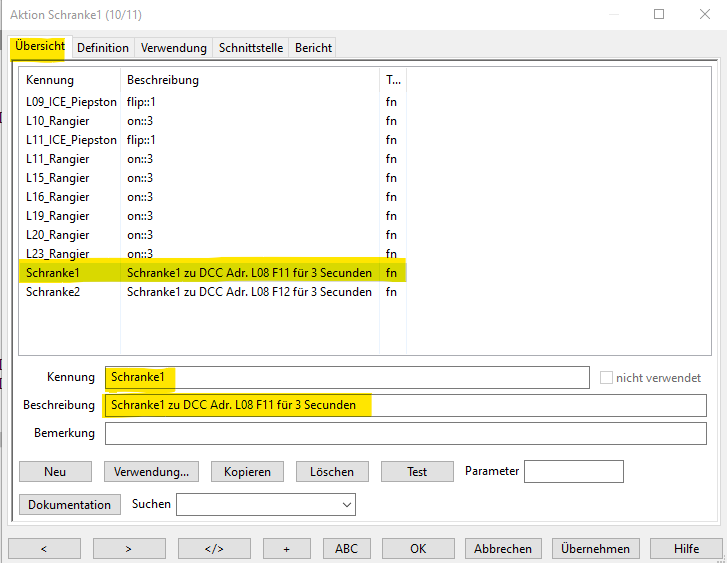 Aktion Schranke1 (10/11)
Übersicht Definition Verwendung Schnittstelle Bericht
Kennung Beschreibung T...
L09_ICE_Piepston flip::1 fn
L10_Rangier on::3 fn
L11_ICE_Piepston flip::1 fn
L11_Rangier on::3 fn
L15_Rangier on::3 fn
L16_Rangier on::3 fn
L19_Rangier on::3 fn
L20_Rangier on::3 fn
L23_Rangier on::3 fn
Schranke1 Schranke1 zu DCC Adr. L08 F11 für 3 Secunden fn
Schranke2 Schranke1 zu DCC Adr. L08 F12 für 3 Secunden fn
Kennung Schranke1 nicht verwendet
Beschreibung Schranke1 zu DCC Adr. L08 F11 für 3 Secunden
Bemerkung
Neu Verwendung... Kopieren Löschen Test Parameter
Dokumentation Suchen
< > </> + ABC OK Abbrechen Übernehmen Hilfe